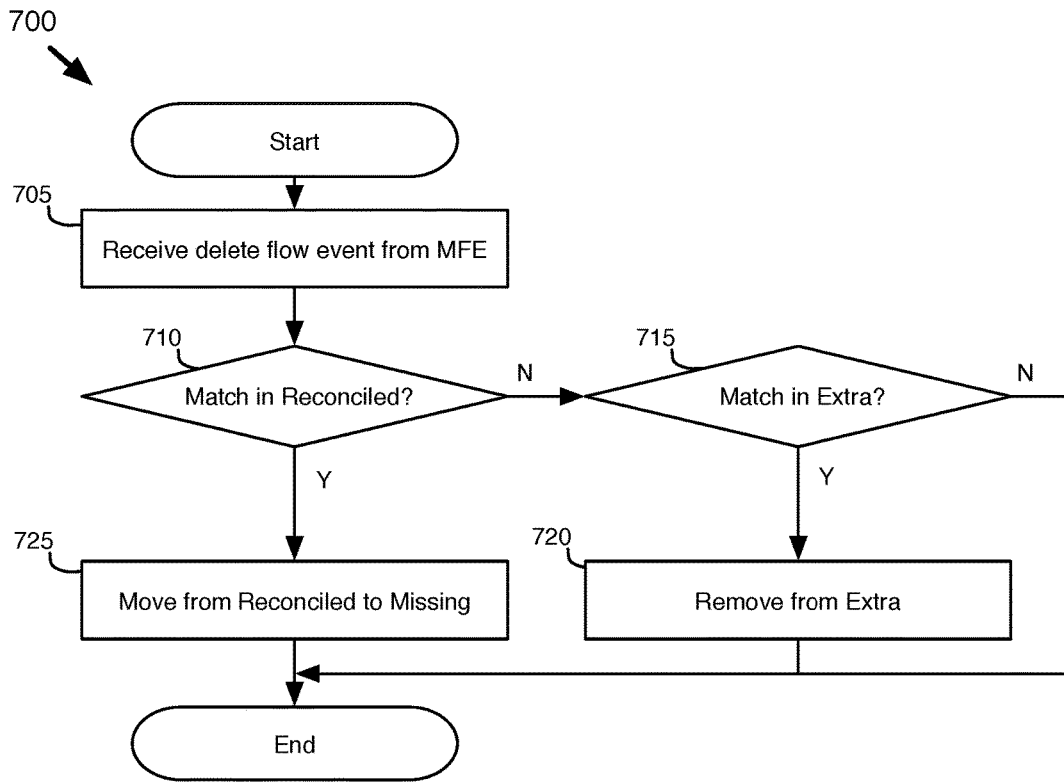 700
Start
705
Receive delete flow event from MFE
710
Match in Reconciled?
N
715
Match in Extra?
N
Y
Y
725
Move from Reconciled to Missing
720
Remove from Extra
End